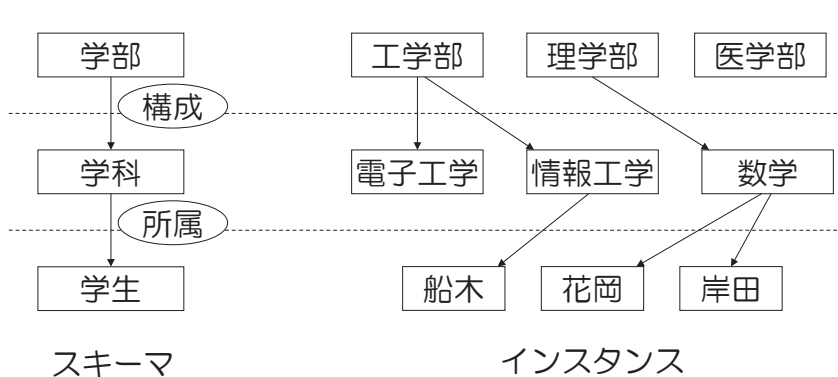 学部 工学部 理学部 医学部
構成
学科 電子工学 情報工学 数学
所属
学生 船木 花岡 岸田
スキーマ インスタンス